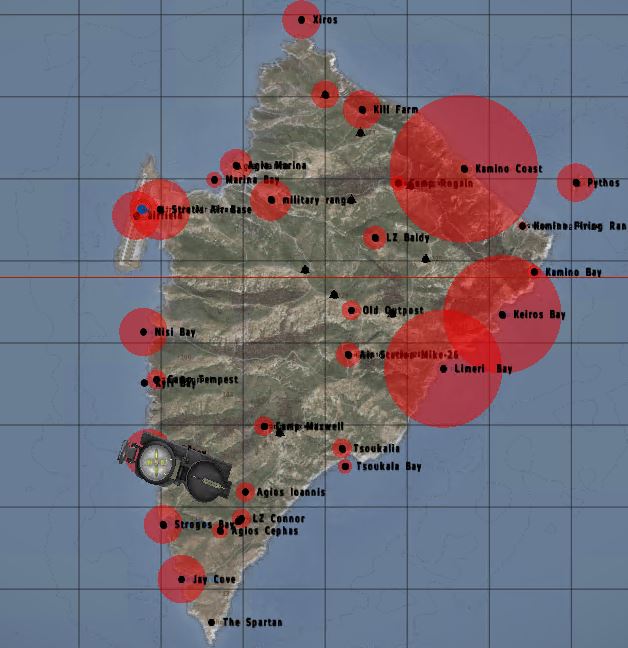 Xiros
Kill Farm
Agia Marina
Kamino Coast
Marina Bay
Camp Rogain
Pythos
military range
Stratis Air Base
airfield
Kamino Firing Ran
LZ Baldy
Kamino Bay
Old Outpost
Keiros Bay
Nisi Bay
Air Station Mike-26
Limeri Bay
Camp Tempest
Camp Maxwell
Tsoukalia
Tsoukala Bay
Agios Ioannis
LZ Connor
Strogos Bay
Agios Cephas
Jay Cove
The Spartan